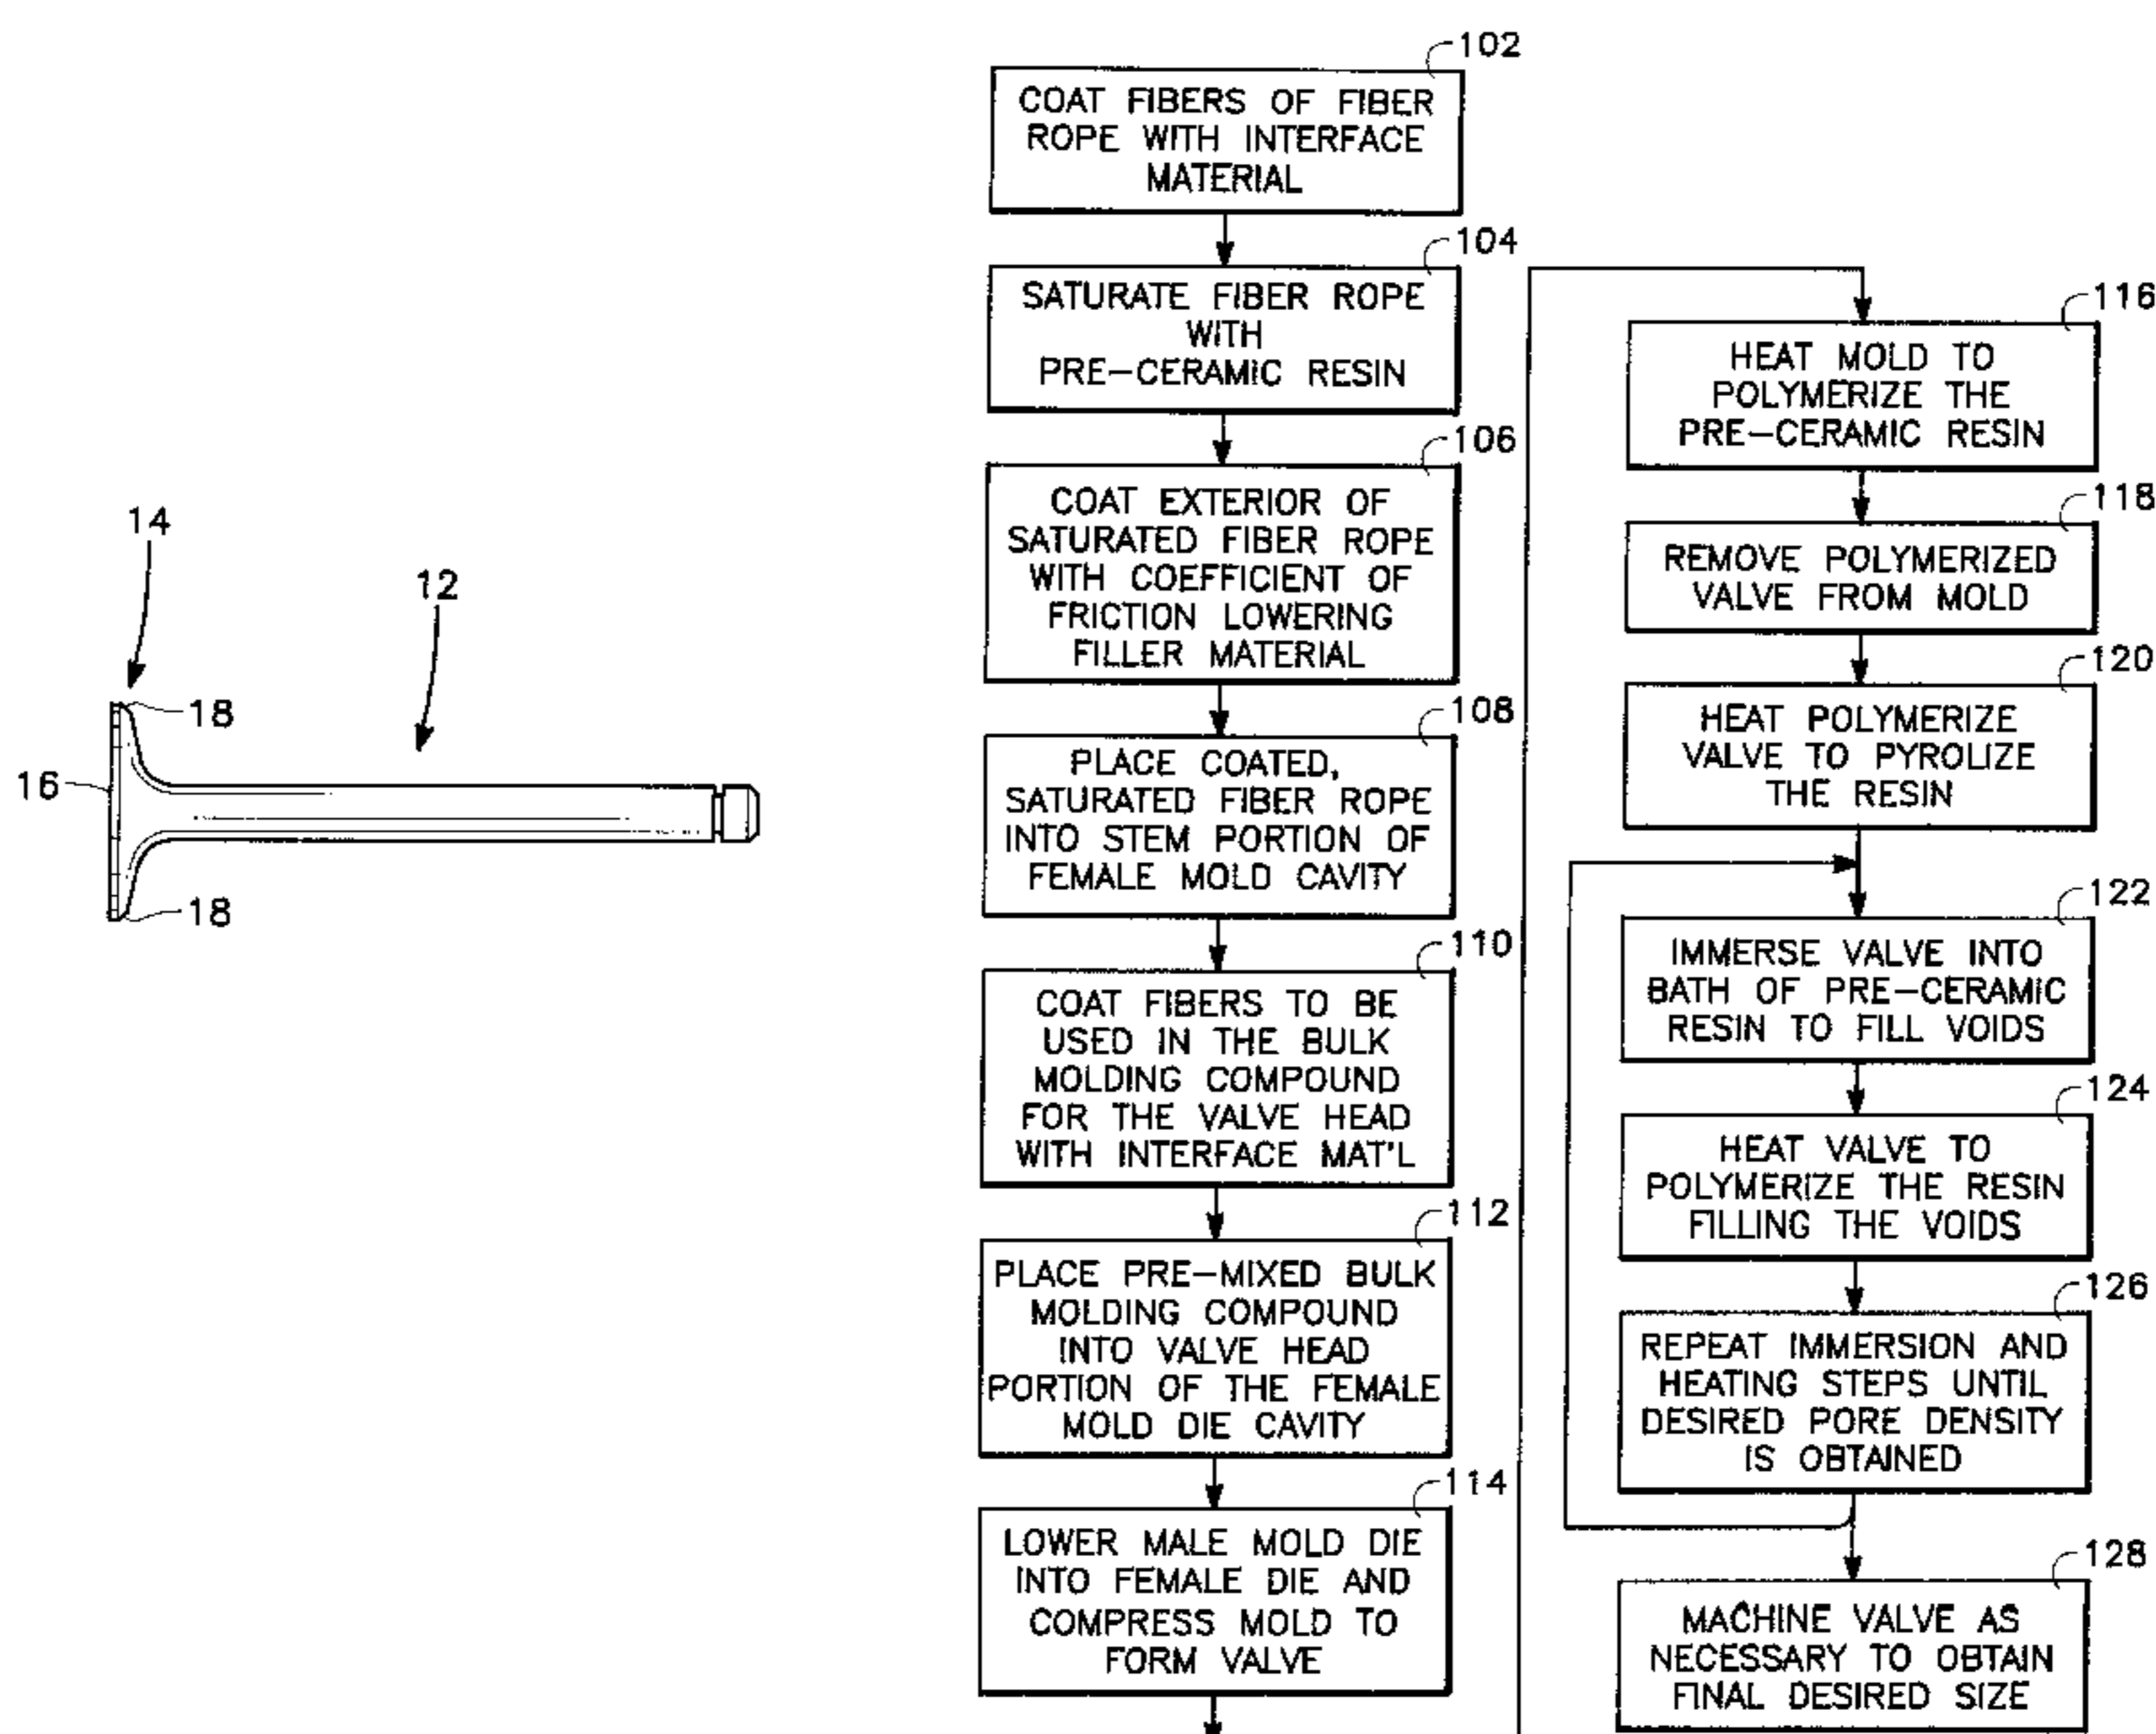 14
12
18
16
18
102
COAT FIBERS OF FIBER
ROPE WITH INTERFACE
MATERIAL
104
SATURATE FIBER ROPE
WITH
PRE-CERAMIC RESIN
106
COAT EXTERIOR OF
SATURATED FIBER ROPE
WITH COEFFICIENT OF
FRICTION LOWERING
FILLER MATERIAL
108
PLACE COATED,
SATURATED FIBER ROPE
INTO STEM PORTION OF
FEMALE MOLD CAVITY
110
COAT FIBERS TO BE
USED IN THE BULK
MOLDING COMPOUND
FOR THE VALVE HEAD
WITH INTERFACE MAT'L
112
PLACE PRE-MIXED BULK
MOLDING COMPOUND
INTO VALVE HEAD
PORTION OF THE FEMALE
MOLD DIE CAVITY
114
LOWER MALE MOLD DIE
INTO FEMALE DIE AND
COMPRESS MOLD TO
FORM VALVE
116
HEAT MOLD TO
POLYMERIZE THE
PRE-CERAMIC RESIN
118
REMOVE POLYMERIZED
VALVE FROM MOLD
120
HEAT POLYMERIZE
VALVE TO PYROLIZE
THE RESIN
122
IMMERSE VALVE INTO
BATH OF PRE-CERAMIC
RESIN TO FILL VOIDS
124
HEAT VALVE TO
POLYMERIZE THE RESIN
FILLING THE VOIDS
126
REPEAT IMMERSION AND
HEATING STEPS UNTIL
DESIRED PORE DENSITY
IS OBTAINED
128
MACHINE VALVE AS
NECESSARY TO OBTAIN
FINAL DESIRED SIZE